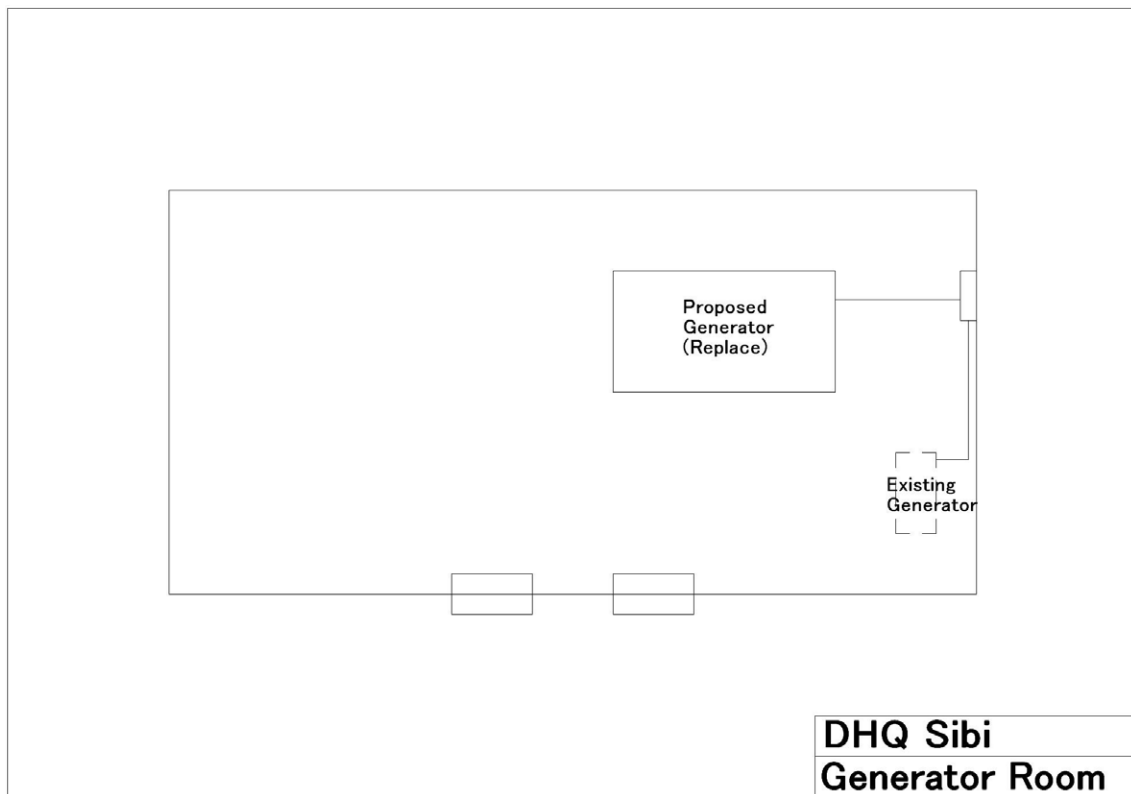 Proposed
Generator
(Replace)
Existing
Generator
DHQ Sibi
Generator Room